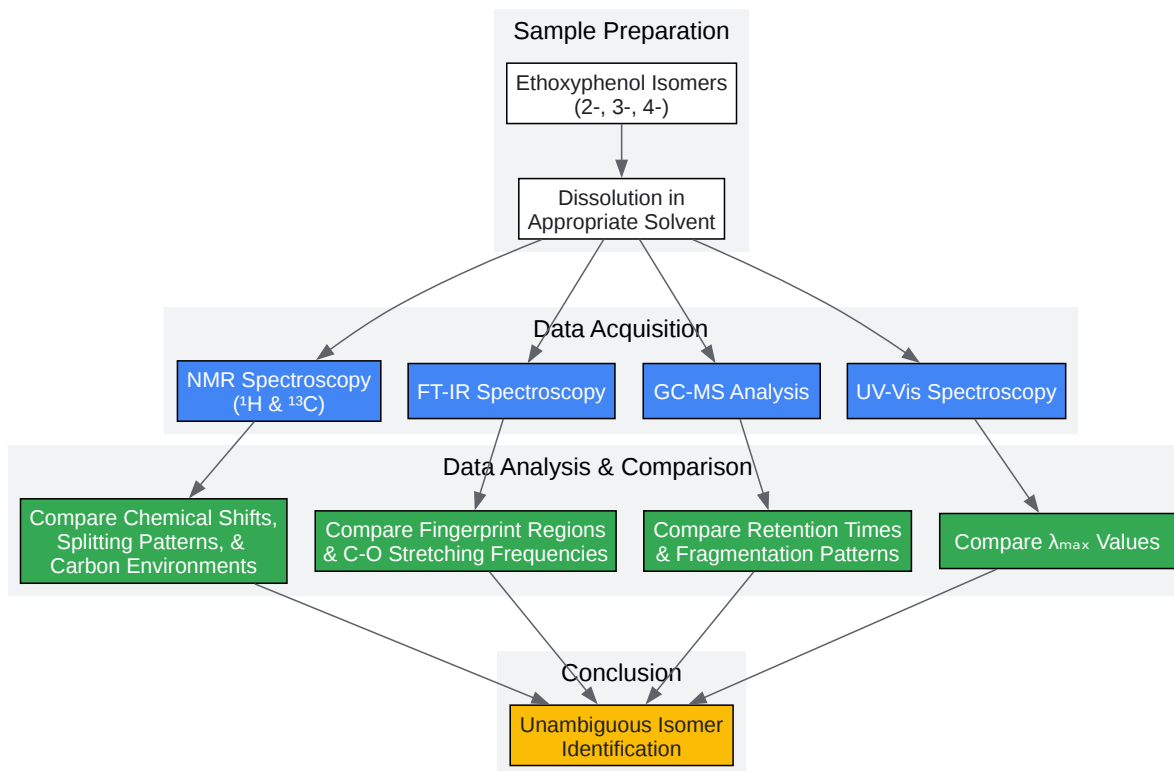 Sample Preparation
Ethoxyphenol Isomers
(2-, 3-, 4-)
Dissolution in
Appropriate Solvent
Data Acquisition
NMR Spectroscopy
(¹H & ¹³C)
FT-IR Spectroscopy
GC-MS Analysis
UV-Vis Spectroscopy
Data Analysis & Comparison
Compare Chemical Shifts,
Splitting Patterns, &
Carbon Environments
Compare Fingerprint Regions
& C-O Stretching Frequencies
Compare Retention Times
& Fragmentation Patterns
Compare λₘₐₓ Values
Conclusion
Unambiguous Isomer
Identification